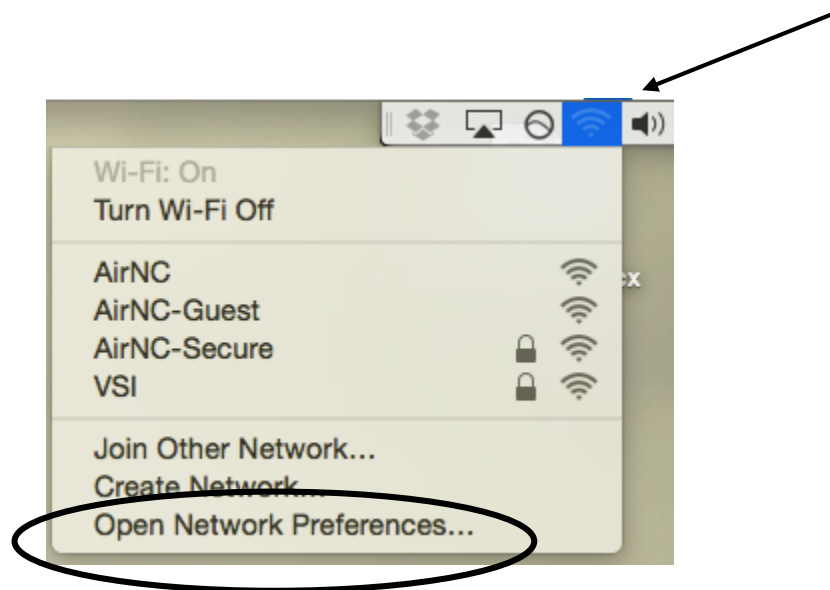 Wi-Fi: On
Turn Wi-Fi Off
AirNC
cx
AirNC-Guest
AirNC-Secure
VSI
Join Other Network...
Create Network...
Open Network Preferences...